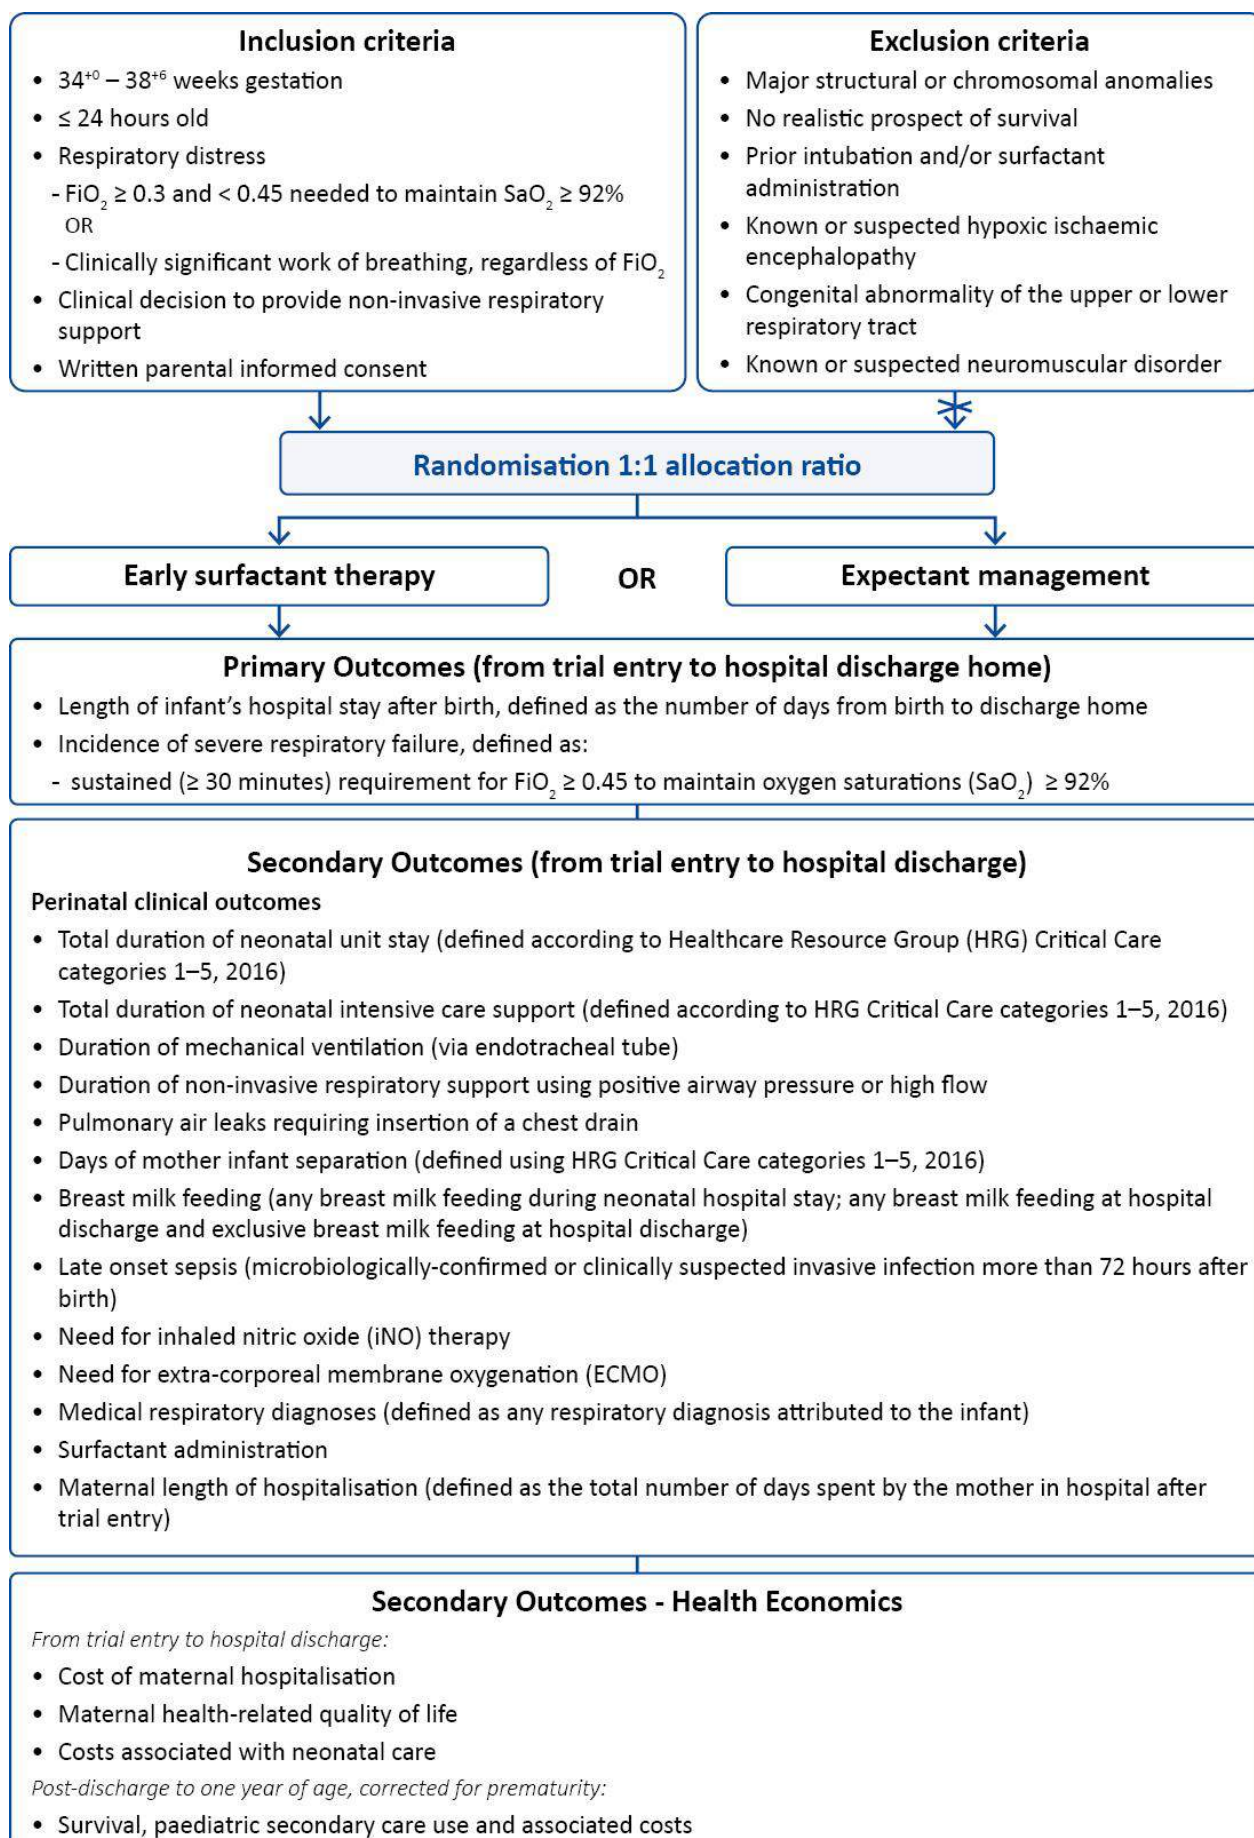 Inclusion criteria
• 34⁺⁰ – 38⁺⁶ weeks gestation
• ≤ 24 hours old
• Respiratory distress
- FiO₂ ≥ 0.3 and < 0.45 needed to maintain SaO₂ ≥ 92%
OR
- Clinically significant work of breathing, regardless of FiO₂
• Clinical decision to provide non-invasive respiratory
support
• Written parental informed consent
Exclusion criteria
• Major structural or chromosomal anomalies
• No realistic prospect of survival
• Prior intubation and/or surfactant
administration
• Known or suspected hypoxic ischaemic
encephalopathy
• Congenital abnormality of the upper or lower
respiratory tract
• Known or suspected neuromuscular disorder
Randomisation 1:1 allocation ratio
Early surfactant therapy
OR
Expectant management
Primary Outcomes (from trial entry to hospital discharge home)
• Length of infant’s hospital stay after birth, defined as the number of days from birth to discharge home
• Incidence of severe respiratory failure, defined as:
- sustained (≥ 30 minutes) requirement for FiO₂ ≥ 0.45 to maintain oxygen saturations (SaO₂) ≥ 92%
Secondary Outcomes (from trial entry to hospital discharge)
Perinatal clinical outcomes
• Total duration of neonatal unit stay (defined according to Healthcare Resource Group (HRG) Critical Care
categories 1–5, 2016)
• Total duration of neonatal intensive care support (defined according to HRG Critical Care categories 1–5, 2016)
• Duration of mechanical ventilation (via endotracheal tube)
• Duration of non-invasive respiratory support using positive airway pressure or high flow
• Pulmonary air leaks requiring insertion of a chest drain
• Days of mother infant separation (defined using HRG Critical Care categories 1–5, 2016)
• Breast milk feeding (any breast milk feeding during neonatal hospital stay; any breast milk feeding at hospital
discharge and exclusive breast milk feeding at hospital discharge)
• Late onset sepsis (microbiologically-confirmed or clinically suspected invasive infection more than 72 hours after
birth)
• Need for inhaled nitric oxide (iNO) therapy
• Need for extra-corporeal membrane oxygenation (ECMO)
• Medical respiratory diagnoses (defined as any respiratory diagnosis attributed to the infant)
• Surfactant administration
• Maternal length of hospitalisation (defined as the total number of days spent by the mother in hospital after
trial entry)
Secondary Outcomes - Health Economics
From trial entry to hospital discharge:
• Cost of maternal hospitalisation
• Maternal health-related quality of life
• Costs associated with neonatal care
Post-discharge to one year of age, corrected for prematurity:
• Survival, paediatric secondary care use and associated costs